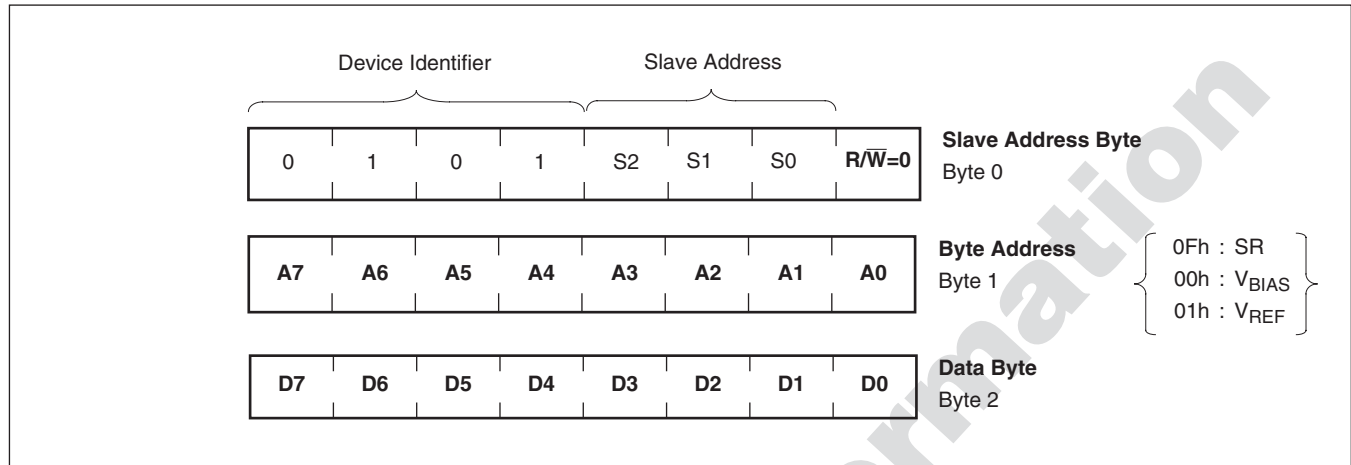 Device Identifier Slave Address
0 1 0 1 S2 S1 S0 R/W̅=0
Slave Address Byte
Byte 0
A7 A6 A5 A4 A3 A2 A1 A0
Byte Address
Byte 1
0Fh : SR
00h : VBIAS
01h : VREF
D7 D6 D5 D4 D3 D2 D1 D0
Data Byte
Byte 2
ermation